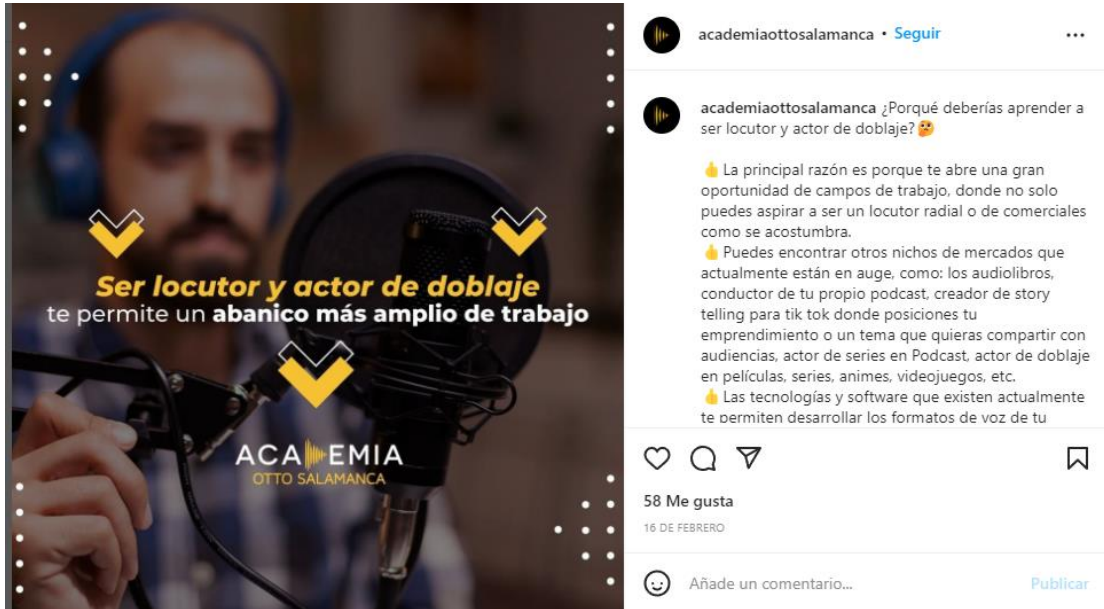 Ser locutor y actor de doblaje
te permite un abanico más amplio de trabajo
ACADEMIA
OTTO SALAMANCA
academiaottosalamanca • Seguir
academiaottosalamanca ¿Porqué deberías aprender a
ser locutor y actor de doblaje?🤔
👍 La principal razón es porque te abre una gran
oportunidad de campos de trabajo, donde no solo
puedes aspirar a ser un locutor radial o de comerciales
como se acostumbra.
👍 Puedes encontrar otros nichos de mercados que
actualmente están en auge, como: los audiolibros,
conductor de tu propio podcast, creador de story
telling para tik tok donde posiciones tu
emprendimiento o un tema que quieras compartir con
audiencias, actor de series en Podcast, actor de doblaje
en películas, series, animes, videojuegos, etc.
👍 Las tecnologías y software que existen actualmente
te permiten desarrollar los formatos de voz de tu
58 Me gusta
16 DE FEBRERO
Añade un comentario...
Publicar